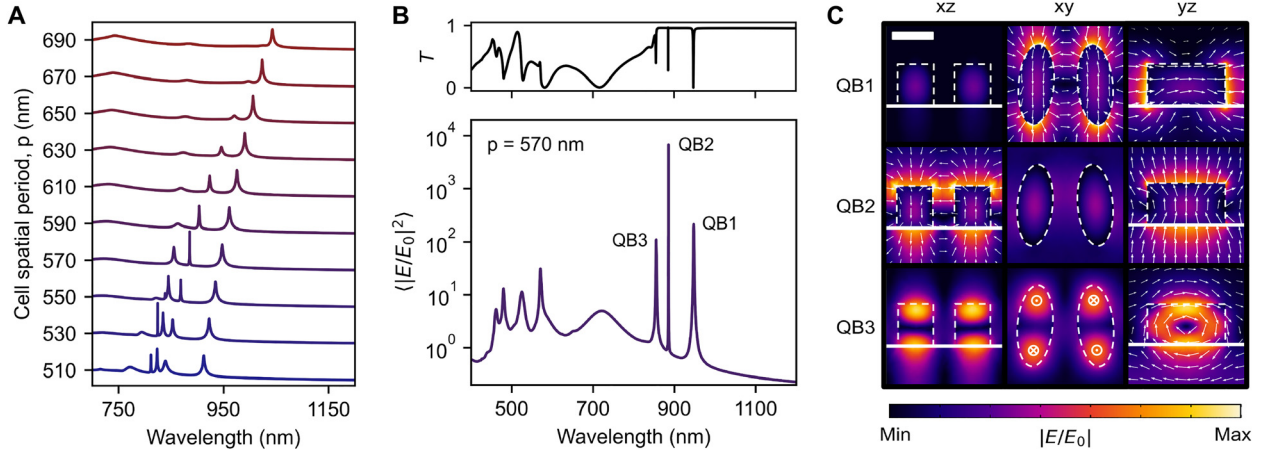 A
Cell spatial period, p (nm)
690
670
650
630
610
590
570
550
530
510
750 950 1150
Wavelength (nm)
B
T
1
0
⟨|E/E₀|²⟩
10⁴
10³
10²
10¹
10⁰
p = 570 nm
QB2
QB3
QB1
500 700 900 1100
Wavelength (nm)
C
xz xy yz
QB1
QB2
QB3
Min |E/E₀| Max